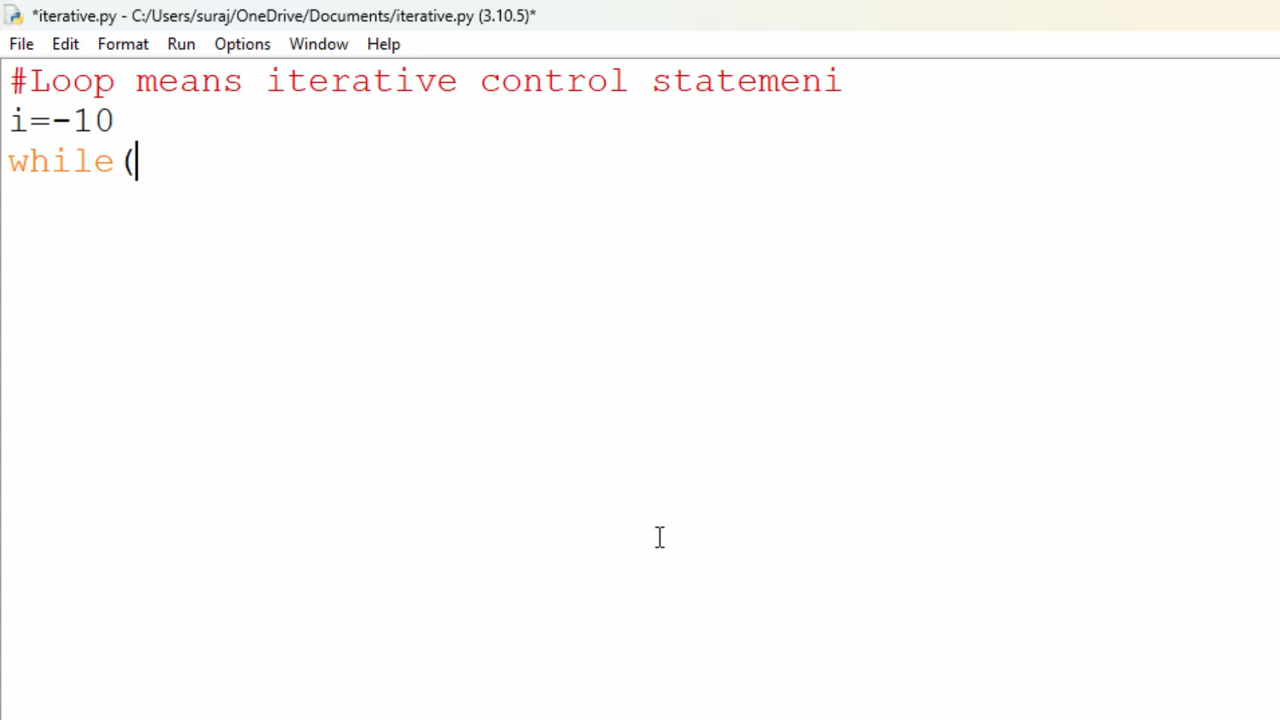 *iterative.py - C:/Users/suraj/OneDrive/Documents/iterative.py (3.10.5)*
File Edit Format Run Options Window Help
#Loop means iterative control statemeni
i=-10
while(